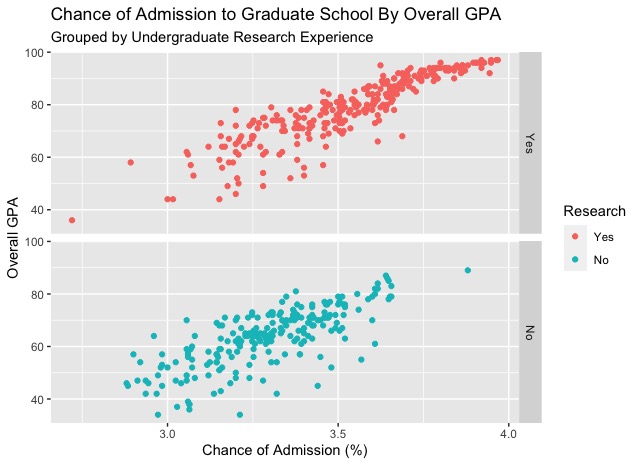 Chance of Admission to Graduate School By Overall GPA
Grouped by Undergraduate Research Experience
100
80
60
40
Yes
100
80
60
40
No
Overall GPA
3.0
3.5
4.0
Chance of Admission (%)
Research
Yes
No